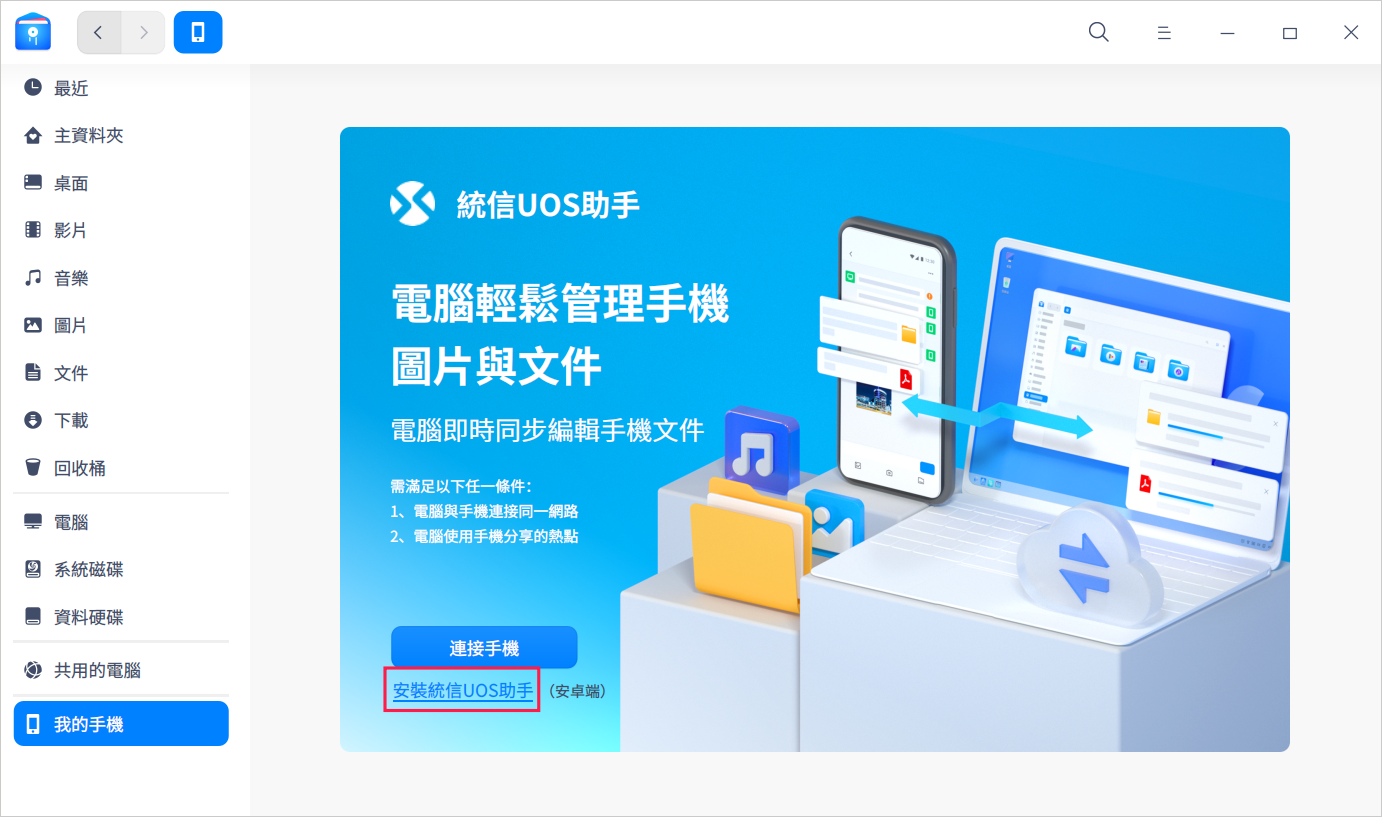 最近
主資料夾
桌面
影片
音樂
圖片
文件
下載
回收桶
電腦
系統磁碟
資料硬碟
共用的電腦
我的手機
統信UOS助手
電腦輕鬆管理手機
圖片與文件
電腦即時同步編輯手機文件
需滿足以下任一條件：
1、電腦與手機連接同一網路
2、電腦使用手機分享的熱點
連接手機
安裝統信UOS助手（安卓端）